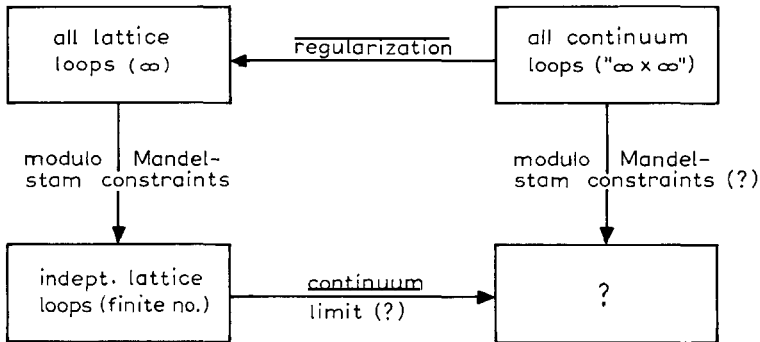 all lattice
loops (∞)
regularization
all continuum
loops ("∞ x ∞")
modulo Mandel-
stam constraints
modulo Mandel-
stam constraints (?)
indept. lattice
loops (finite no.)
continuum
limit (?)
?